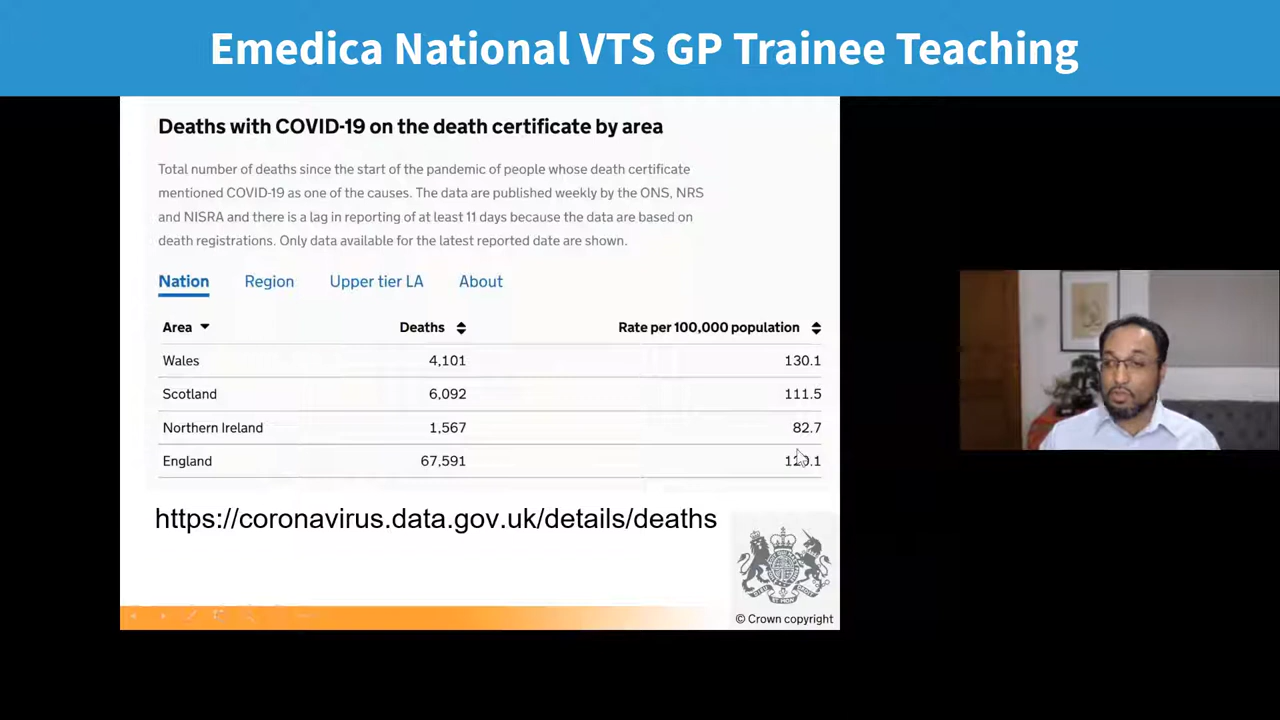 Emedica National VTS GP Trainee Teaching
Deaths with COVID-19 on the death certificate by area
Total number of deaths since the start of the pandemic of people whose death certificate
mentioned COVID-19 as one of the causes. The data are published weekly by the ONS, NRS
and NISRA and there is a lag in reporting of at least 11 days because the data are based on
death registrations. Only data available for the latest reported date are shown.
Nation Region Upper tier LA About
Area Deaths Rate per 100,000 population
Wales 4,101 130.1
Scotland 6,092 111.5
Northern Ireland 1,567 82.7
England 67,591
https://coronavirus.data.gov.uk/details/deaths
© Crown copyright